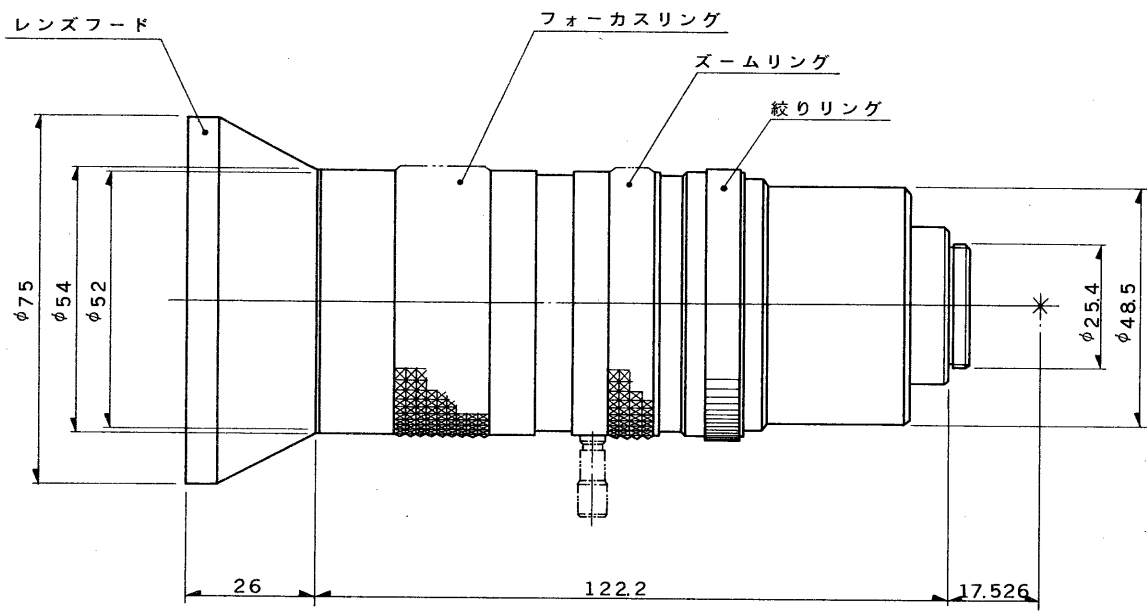 レンズフード
フォーカスリング
ズームリング
絞りリング
φ75
φ54
φ52
φ25.4
φ48.5
26
122.2
17.526